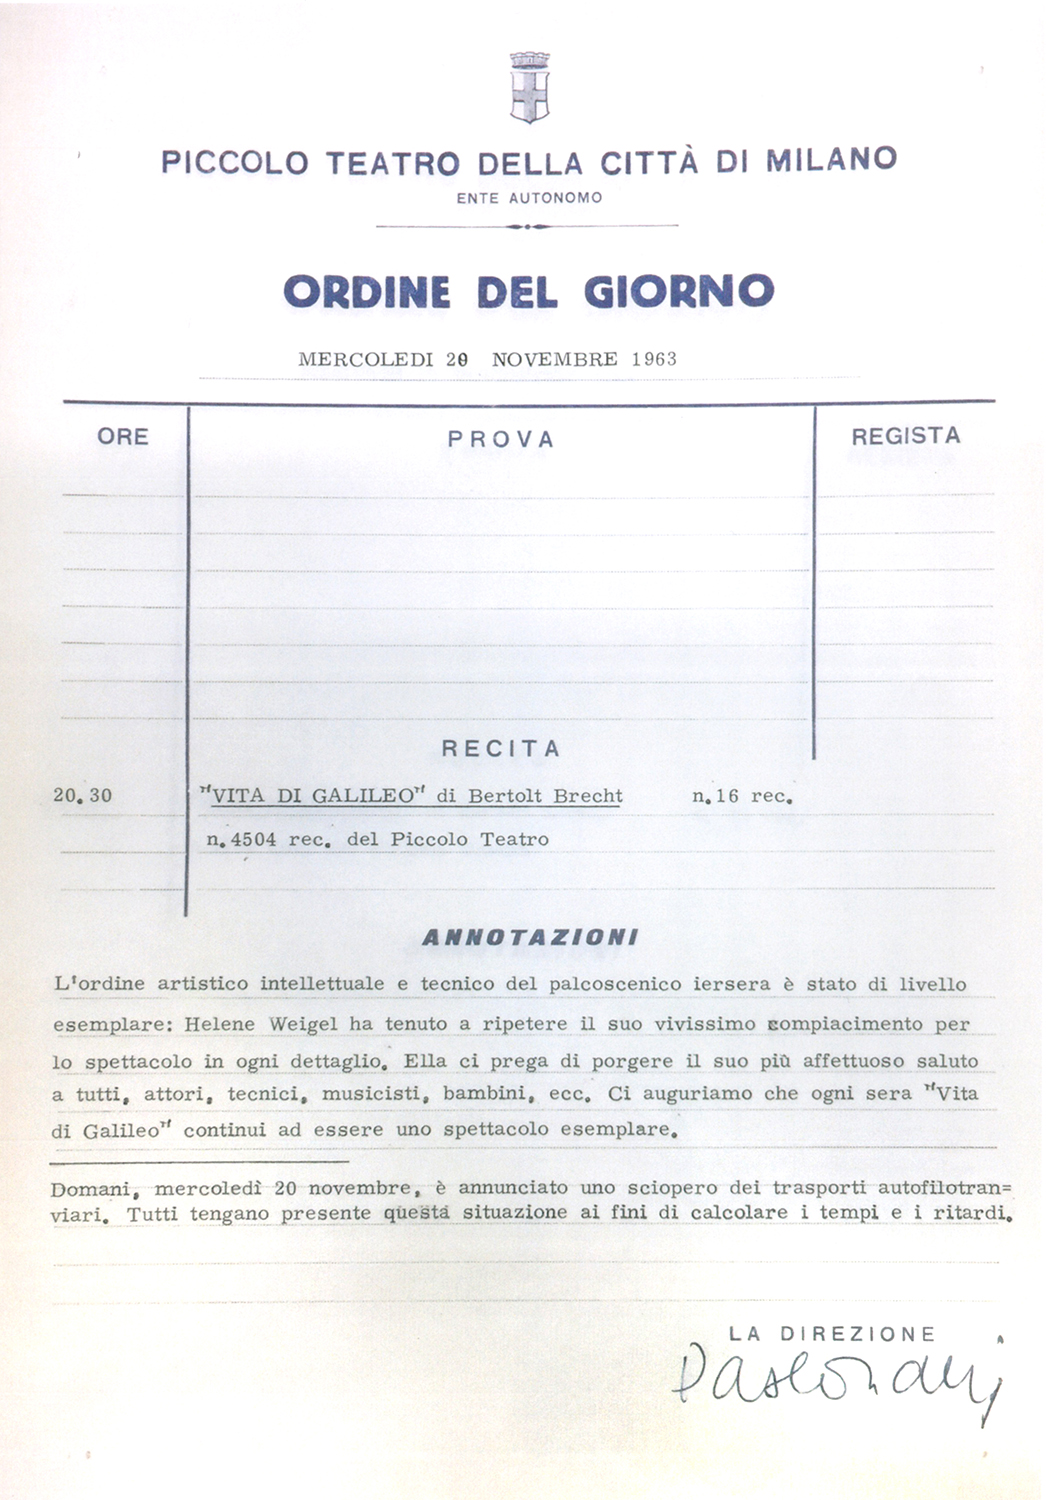 PICCOLO TEATRO DELLA CITTÀ DI MILANO
ENTE AUTONOMO
ORDINE DEL GIORNO
MERCOLEDI 20 NOVEMBRE 1963
ORE PROVA REGISTA
RECITA
20.30 "VITA DI GALILEO" di Bertolt Brecht n.16 rec.
n.4504 rec. del Piccolo Teatro
ANNOTAZIONI
L'ordine artistico intellettuale e tecnico del palcoscenico iersera è stato di livello
esemplare: Helene Weigel ha tenuto a ripetere il suo vivissimo compiacimento per
lo spettacolo in ogni dettaglio. Ella ci prega di porgere il suo più affettuoso saluto
a tutti, attori, tecnici, musicisti, bambini, ecc. Ci auguriamo che ogni sera "Vita
di Galileo" continui ad essere uno spettacolo esemplare.
Domani, mercoledì 20 novembre, è annunciato uno sciopero dei trasporti autofilotran=
viari. Tutti tengano presente questa situazione ai fini di calcolare i tempi e i ritardi.
LA DIREZIONE